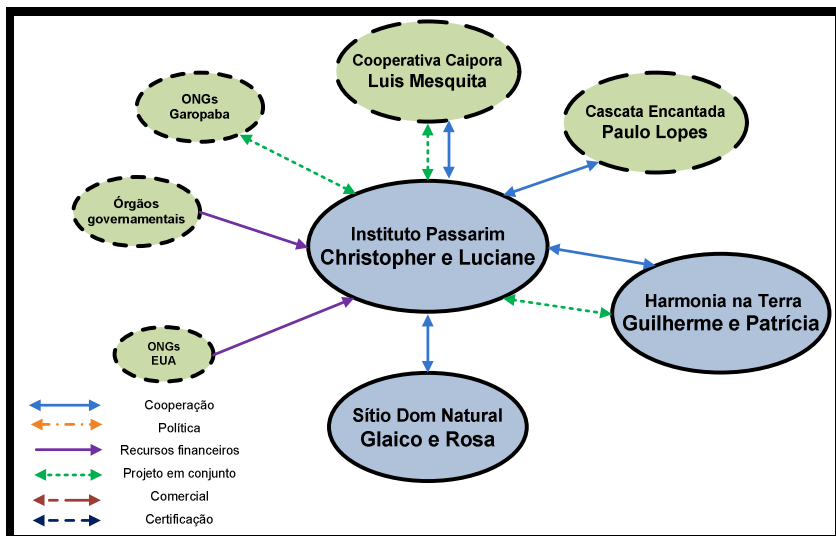 Cooperativa Caipora
Luis Mesquita
ONGs
Garopaba
Cascata Encantada
Paulo Lopes
Órgãos
governamentais
Instituto Passarim
Christopher e Luciane
Harmonia na Terra
Guilherme e Patrícia
ONGs
EUA
Sítio Dom Natural
Glaico e Rosa
Cooperação
Política
Recursos financeiros
Projeto em conjunto
Comercial
Certificação